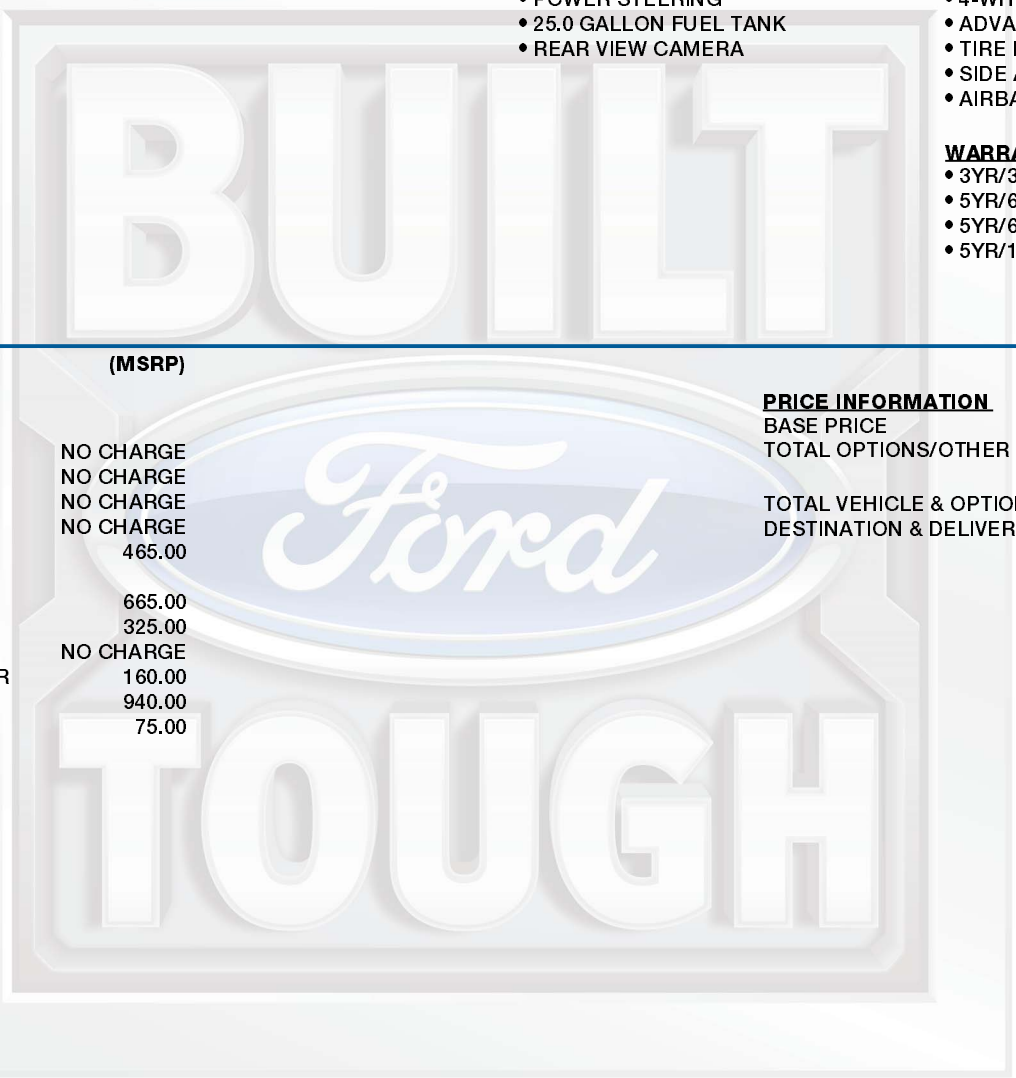 • POWER STEERING
• 25.0 GALLON FUEL TANK
• REAR VIEW CAMERA
• 4-WH
• ADVA
• TIRE
• SIDE
• AIRBA
WARRA
• 3YR/3
• 5YR/6
• 5YR/6
• 5YR/1
BUILT
Ford
TOUGH
(MSRP)
NO CHARGE
NO CHARGE
NO CHARGE
NO CHARGE
465.00
665.00
325.00
NO CHARGE
R 160.00
940.00
75.00
PRICE INFORMATION
BASE PRICE
TOTAL OPTIONS/OTHER
TOTAL VEHICLE & OPTIO
DESTINATION & DELIVER